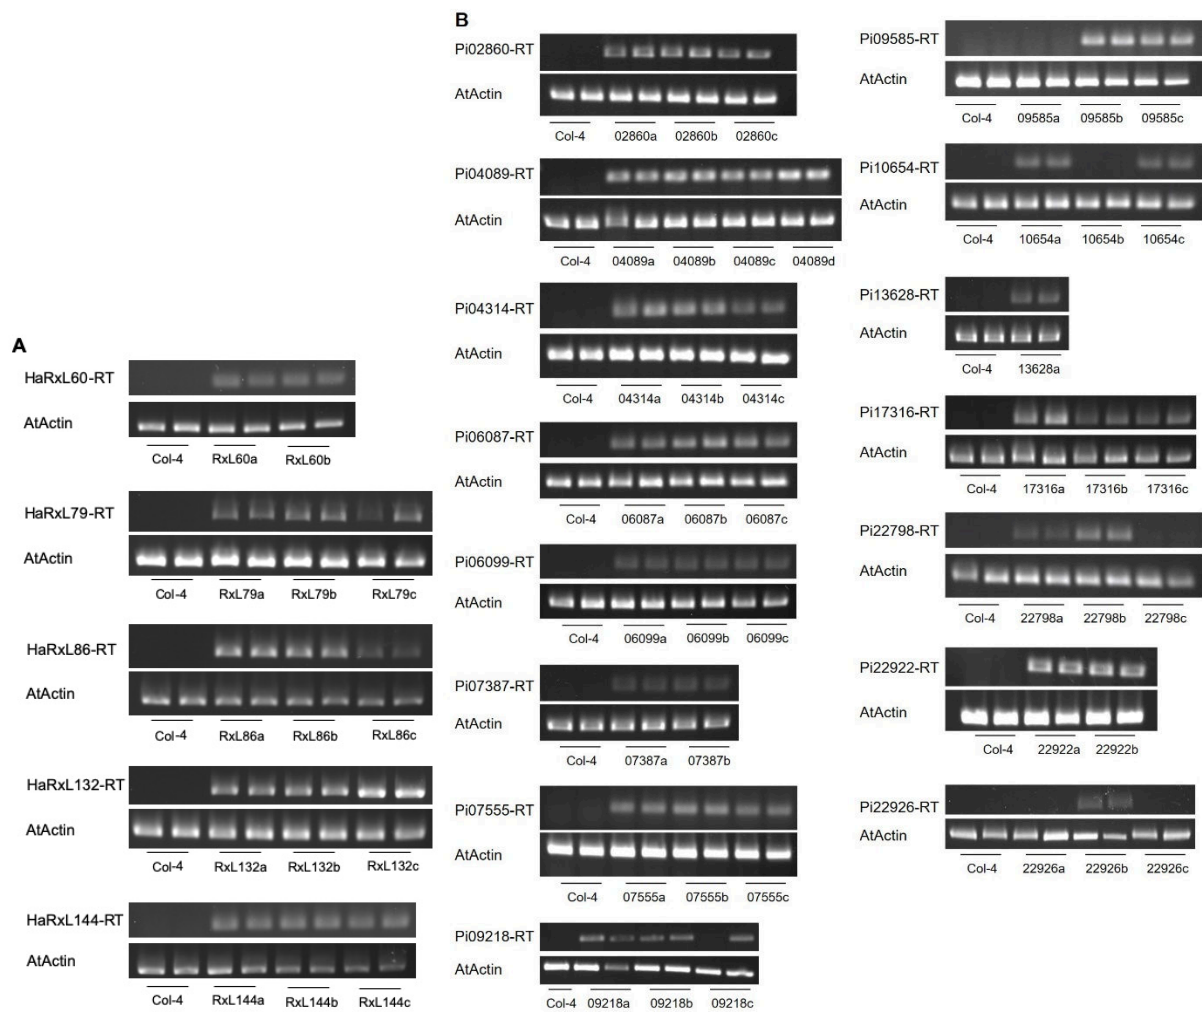 A
HaRxL60-RT
AtActin
Col-4 RxL60a RxL60b
HaRxL79-RT
AtActin
Col-4 RxL79a RxL79b RxL79c
HaRxL86-RT
AtActin
Col-4 RxL86a RxL86b RxL86c
HaRxL132-RT
AtActin
Col-4 RxL132a RxL132b RxL132c
HaRxL144-RT
AtActin
Col-4 RxL144a RxL144b RxL144c
B
Pi02860-RT
AtActin
Col-4 02860a 02860b 02860c
Pi04089-RT
AtActin
Col-4 04089a 04089b 04089c 04089d
Pi04314-RT
AtActin
Col-4 04314a 04314b 04314c
Pi06087-RT
AtActin
Col-4 06087a 06087b 06087c
Pi06099-RT
AtActin
Col-4 06099a 06099b 06099c
Pi07387-RT
AtActin
Col-4 07387a 07387b
Pi07555-RT
AtActin
Col-4 07555a 07555b 07555c
Pi09218-RT
AtActin
Col-4 09218a 09218b 09218c
Pi09585-RT
AtActin
Col-4 09585a 09585b 09585c
Pi10654-RT
AtActin
Col-4 10654a 10654b 10654c
Pi13628-RT
AtActin
Col-4 13628a
Pi17316-RT
AtActin
Col-4 17316a 17316b 17316c
Pi22798-RT
AtActin
Col-4 22798a 22798b 22798c
Pi22922-RT
AtActin
Col-4 22922a 22922b
Pi22926-RT
AtActin
Col-4 22926a 22926b 22926c